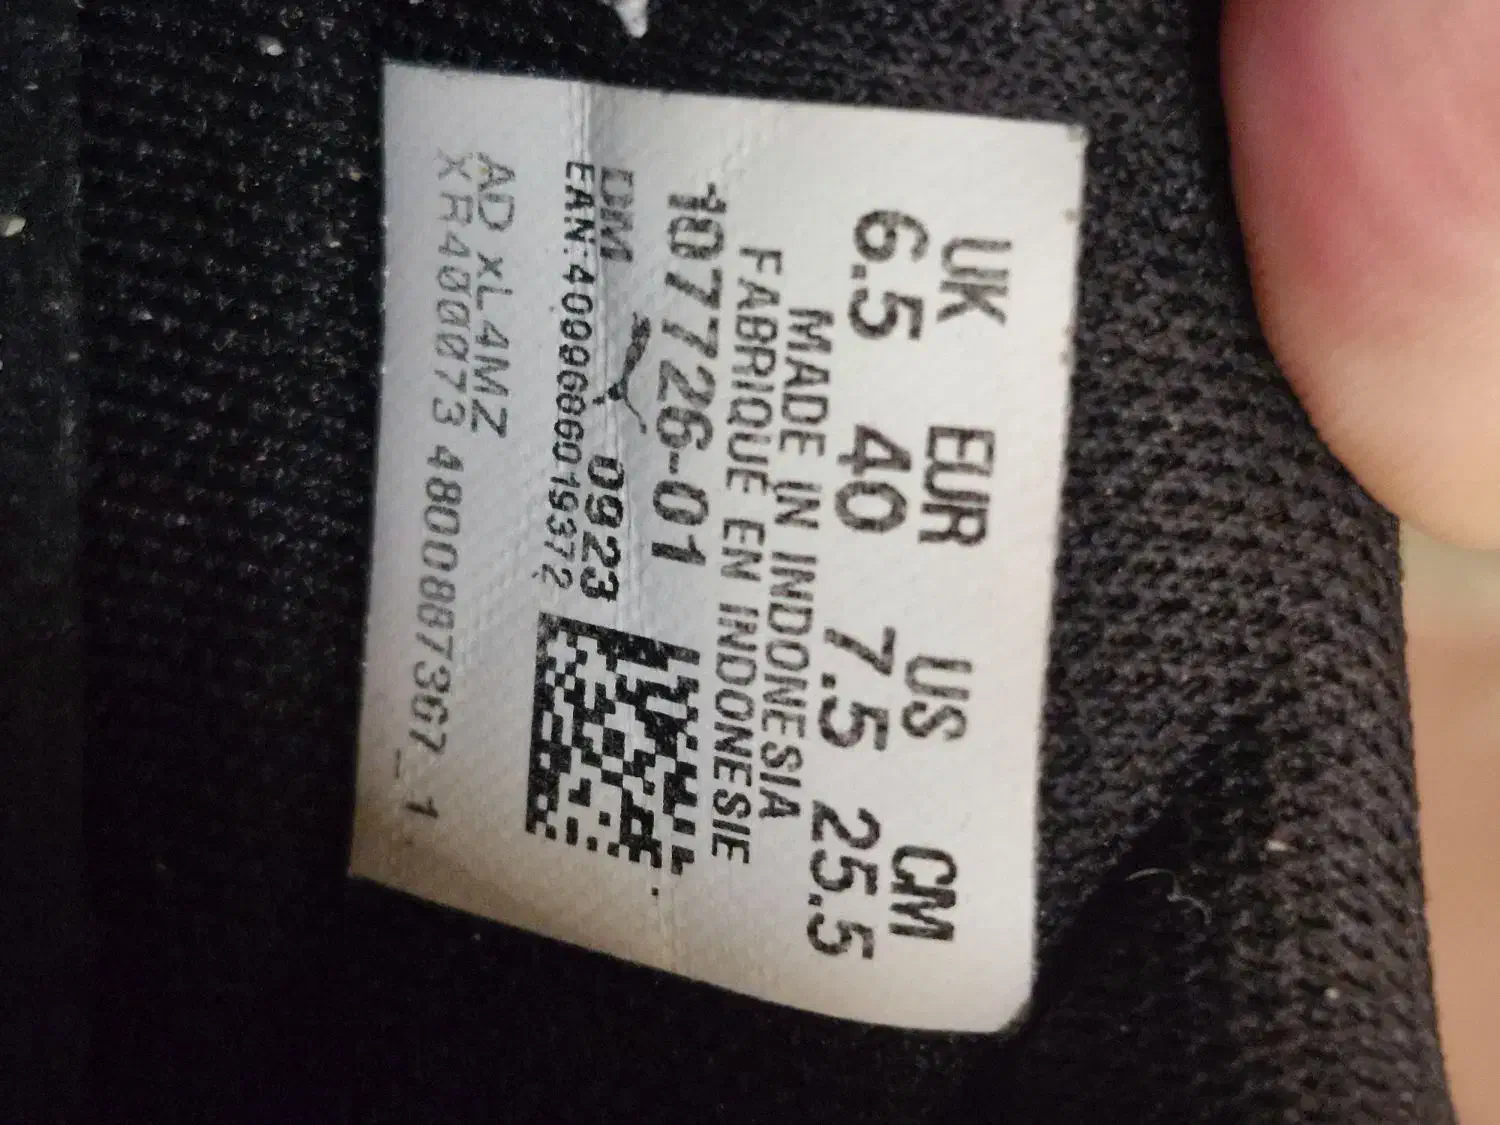 UK EUR US CM
6.5 40 7.5 25.5
MADE IN INDONESIA
FABRIQUE EN INDONESIE
107726-01
DM 0923
EAN:4099686019372
AD xL4MZ
XR400073 4800887367_1